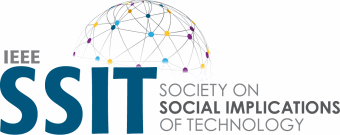 IEEE
SSIT
SOCIETY ON
SOCIAL IMPLICATIONS
OF TECHNOLOGY